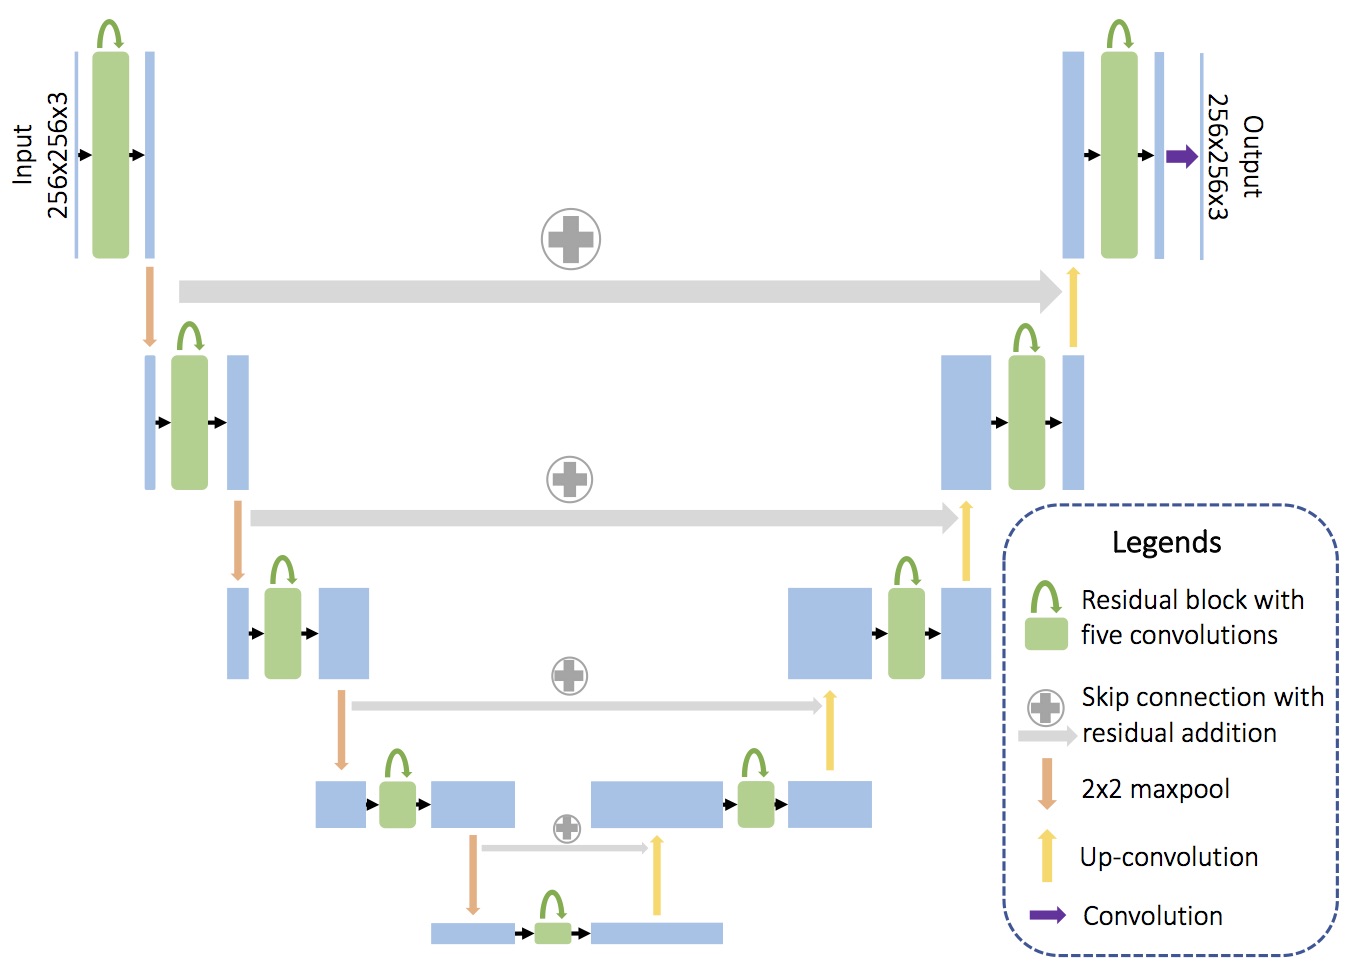 Input
256x256x3
256x256x3
Output
Legends
Residual block with
five convolutions
Skip connection with
residual addition
2x2 maxpool
Up-convolution
Convolution